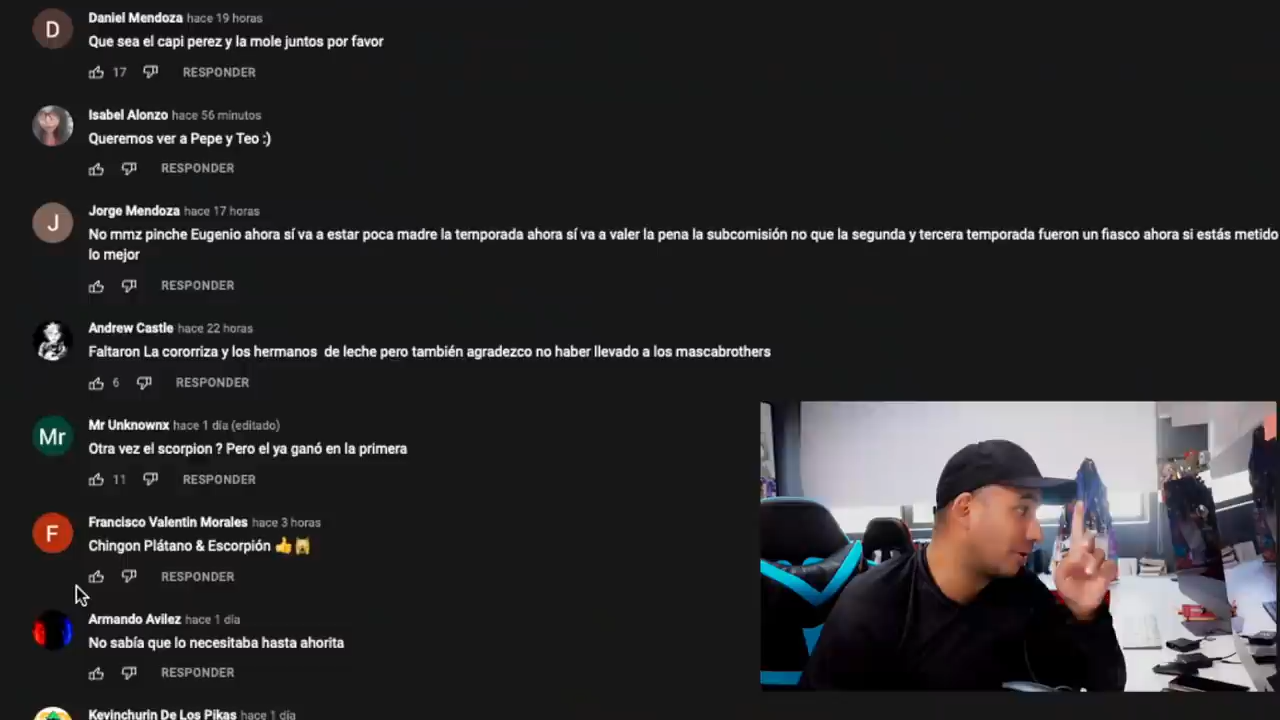 D
Daniel Mendoza hace 19 horas
Que sea el capi perez y la mole juntos por favor
17 RESPONDER
Isabel Alonzo hace 56 minutos
Queremos ver a Pepe y Teo :)
RESPONDER
J
Jorge Mendoza hace 17 horas
No mmz pinche Eugenio ahora sí va a estar poca madre la temporada ahora sí va a valer la pena la subcomisión no que la segunda y tercera temporada fueron un fiasco ahora si estás metido
lo mejor
RESPONDER
Andrew Castle hace 22 horas
Faltaron La cororriza y los hermanos de leche pero también agradezco no haber llevado a los mascabrothers
6 RESPONDER
Mr
Mr Unknownx hace 1 día (editado)
Otra vez el scorpion ? Pero el ya ganó en la primera
11 RESPONDER
F
Francisco Valentin Morales hace 3 horas
Chingon Plátano & Escorpión 👍🙀
RESPONDER
Armando Avilez hace 1 día
No sabía que lo necesitaba hasta ahorita
RESPONDER
Kevinchurin De Los Pikas hace 1 día